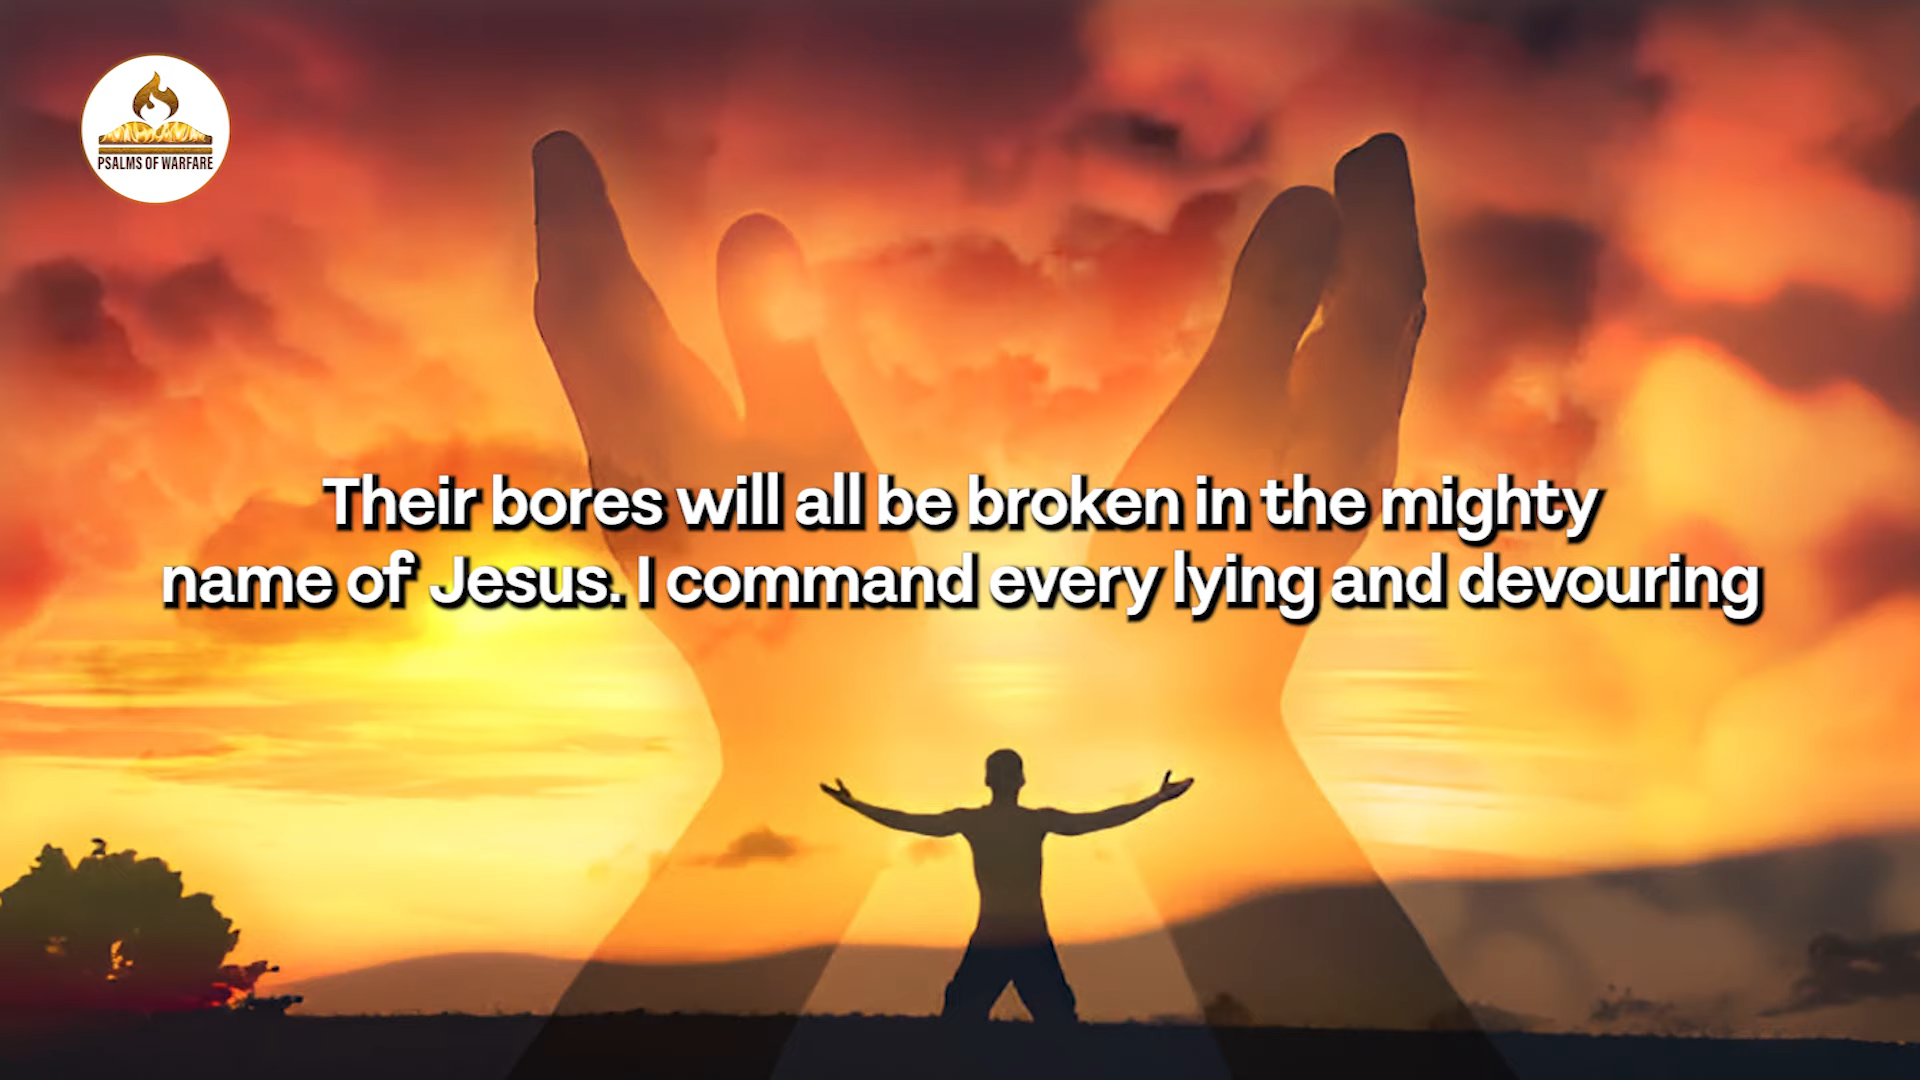 PSALMS OF WARFARE
Their bores will all be broken in the mighty
name of Jesus. I command every lying and devouring